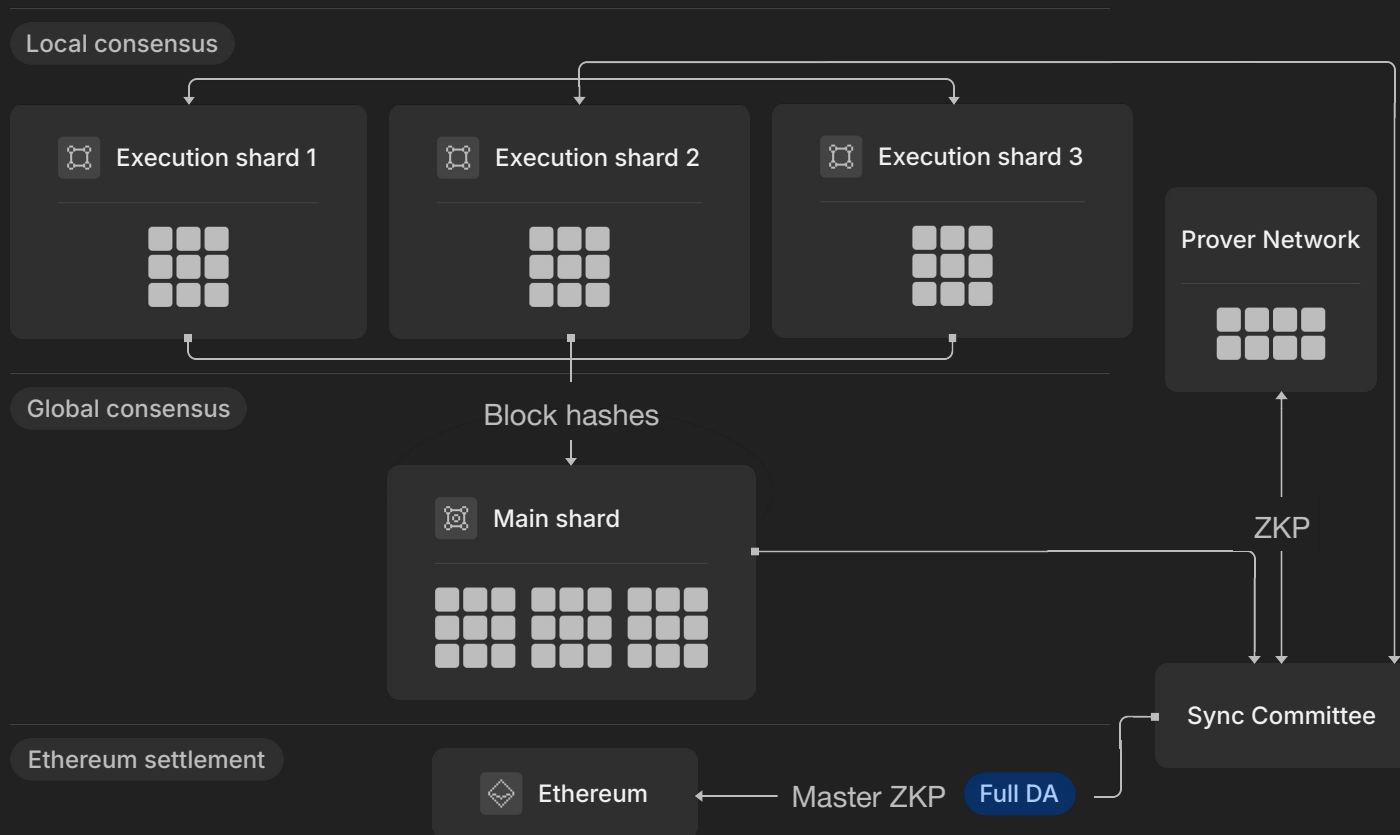 Local consensus
Execution shard 1
Execution shard 2
Execution shard 3
Prover Network
Global consensus
Block hashes
Main shard
ZKP
Sync Committee
Ethereum settlement
Ethereum
Master ZKP
Full DA